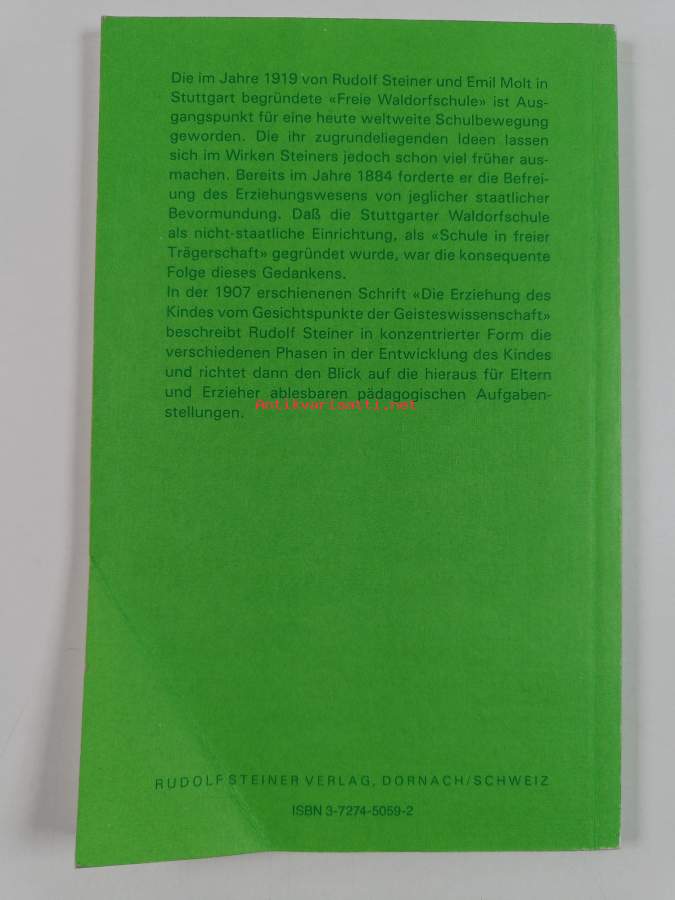 Die im Jahre 1919 von Rudolf Steiner und Emil Molt in
Stuttgart begründete «Freie Waldorfschule» ist Aus-
gangspunkt für eine heute weltweite Schulbewegung
geworden. Die ihr zugrundeliegenden Ideen lassen
sich im Wirken Steiners jedoch schon viel früher aus-
machen. Bereits im Jahre 1884 forderte er die Befrei-
ung des Erziehungswesens von jeglicher staatlicher
Bevormundung. Daß die Stuttgarter Waldorfschule
als nicht-staatliche Einrichtung, als «Schule in freier
Trägerschaft» gegründet wurde, war die konsequente
Folge dieses Gedankens.
In der 1907 erschienenen Schrift «Die Erziehung des
Kindes vom Gesichtspunkte der Geisteswissenschaft»
beschreibt Rudolf Steiner in konzentrierter Form die
verschiedenen Phasen in der Entwicklung des Kindes
und richtet dann den Blick auf die hieraus für Eltern
und Erzieher ablesbaren pädagogischen Aufgaben-
stellungen.
Antikvariaatti.net
RUDOLF STEINER VERLAG, DORNACH/SCHWEIZ
ISBN 3-7274-5059-2